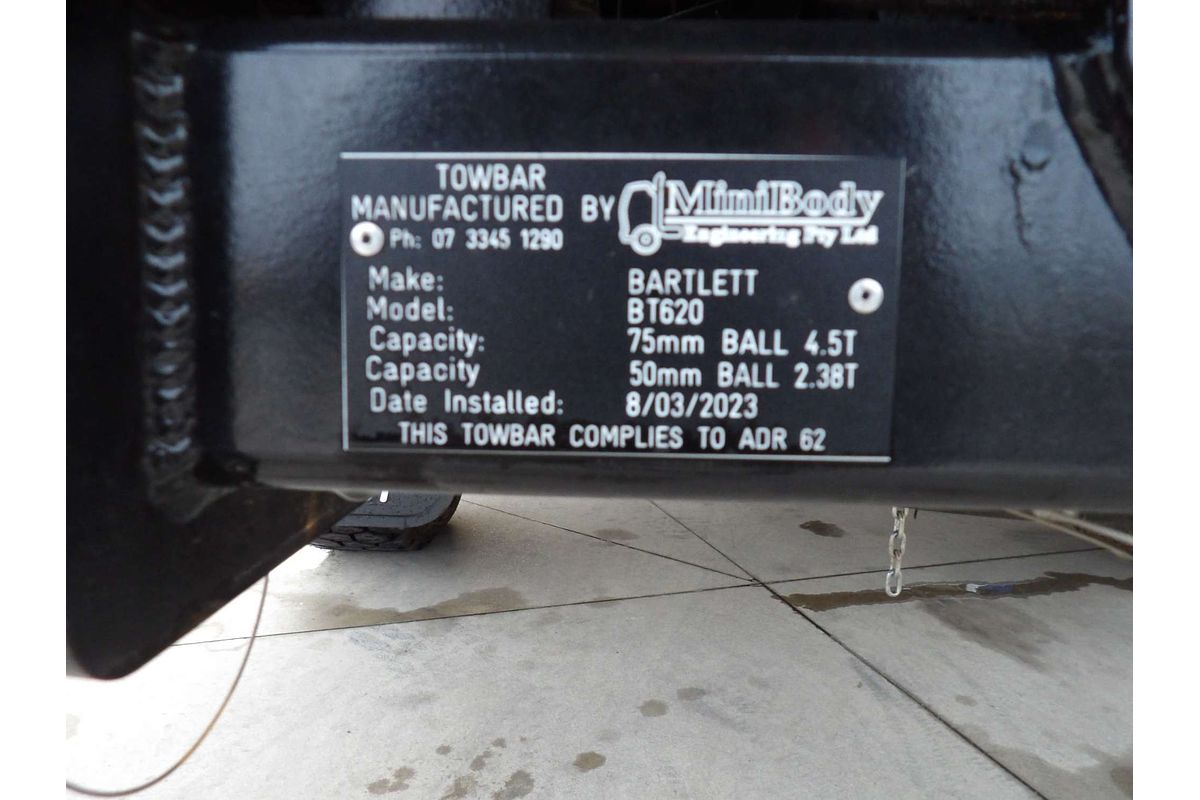 TOWBAR
MANUFACTURED BY
MiniBody
Engineering Pty Ltd
Ph: 07 3345 1290
Make: BARTLETT
Model: BT620
Capacity: 75mm BALL 4.5T
Capacity 50mm BALL 2.38T
Date Installed: 8/03/2023
THIS TOWBAR COMPLIES TO ADR 62